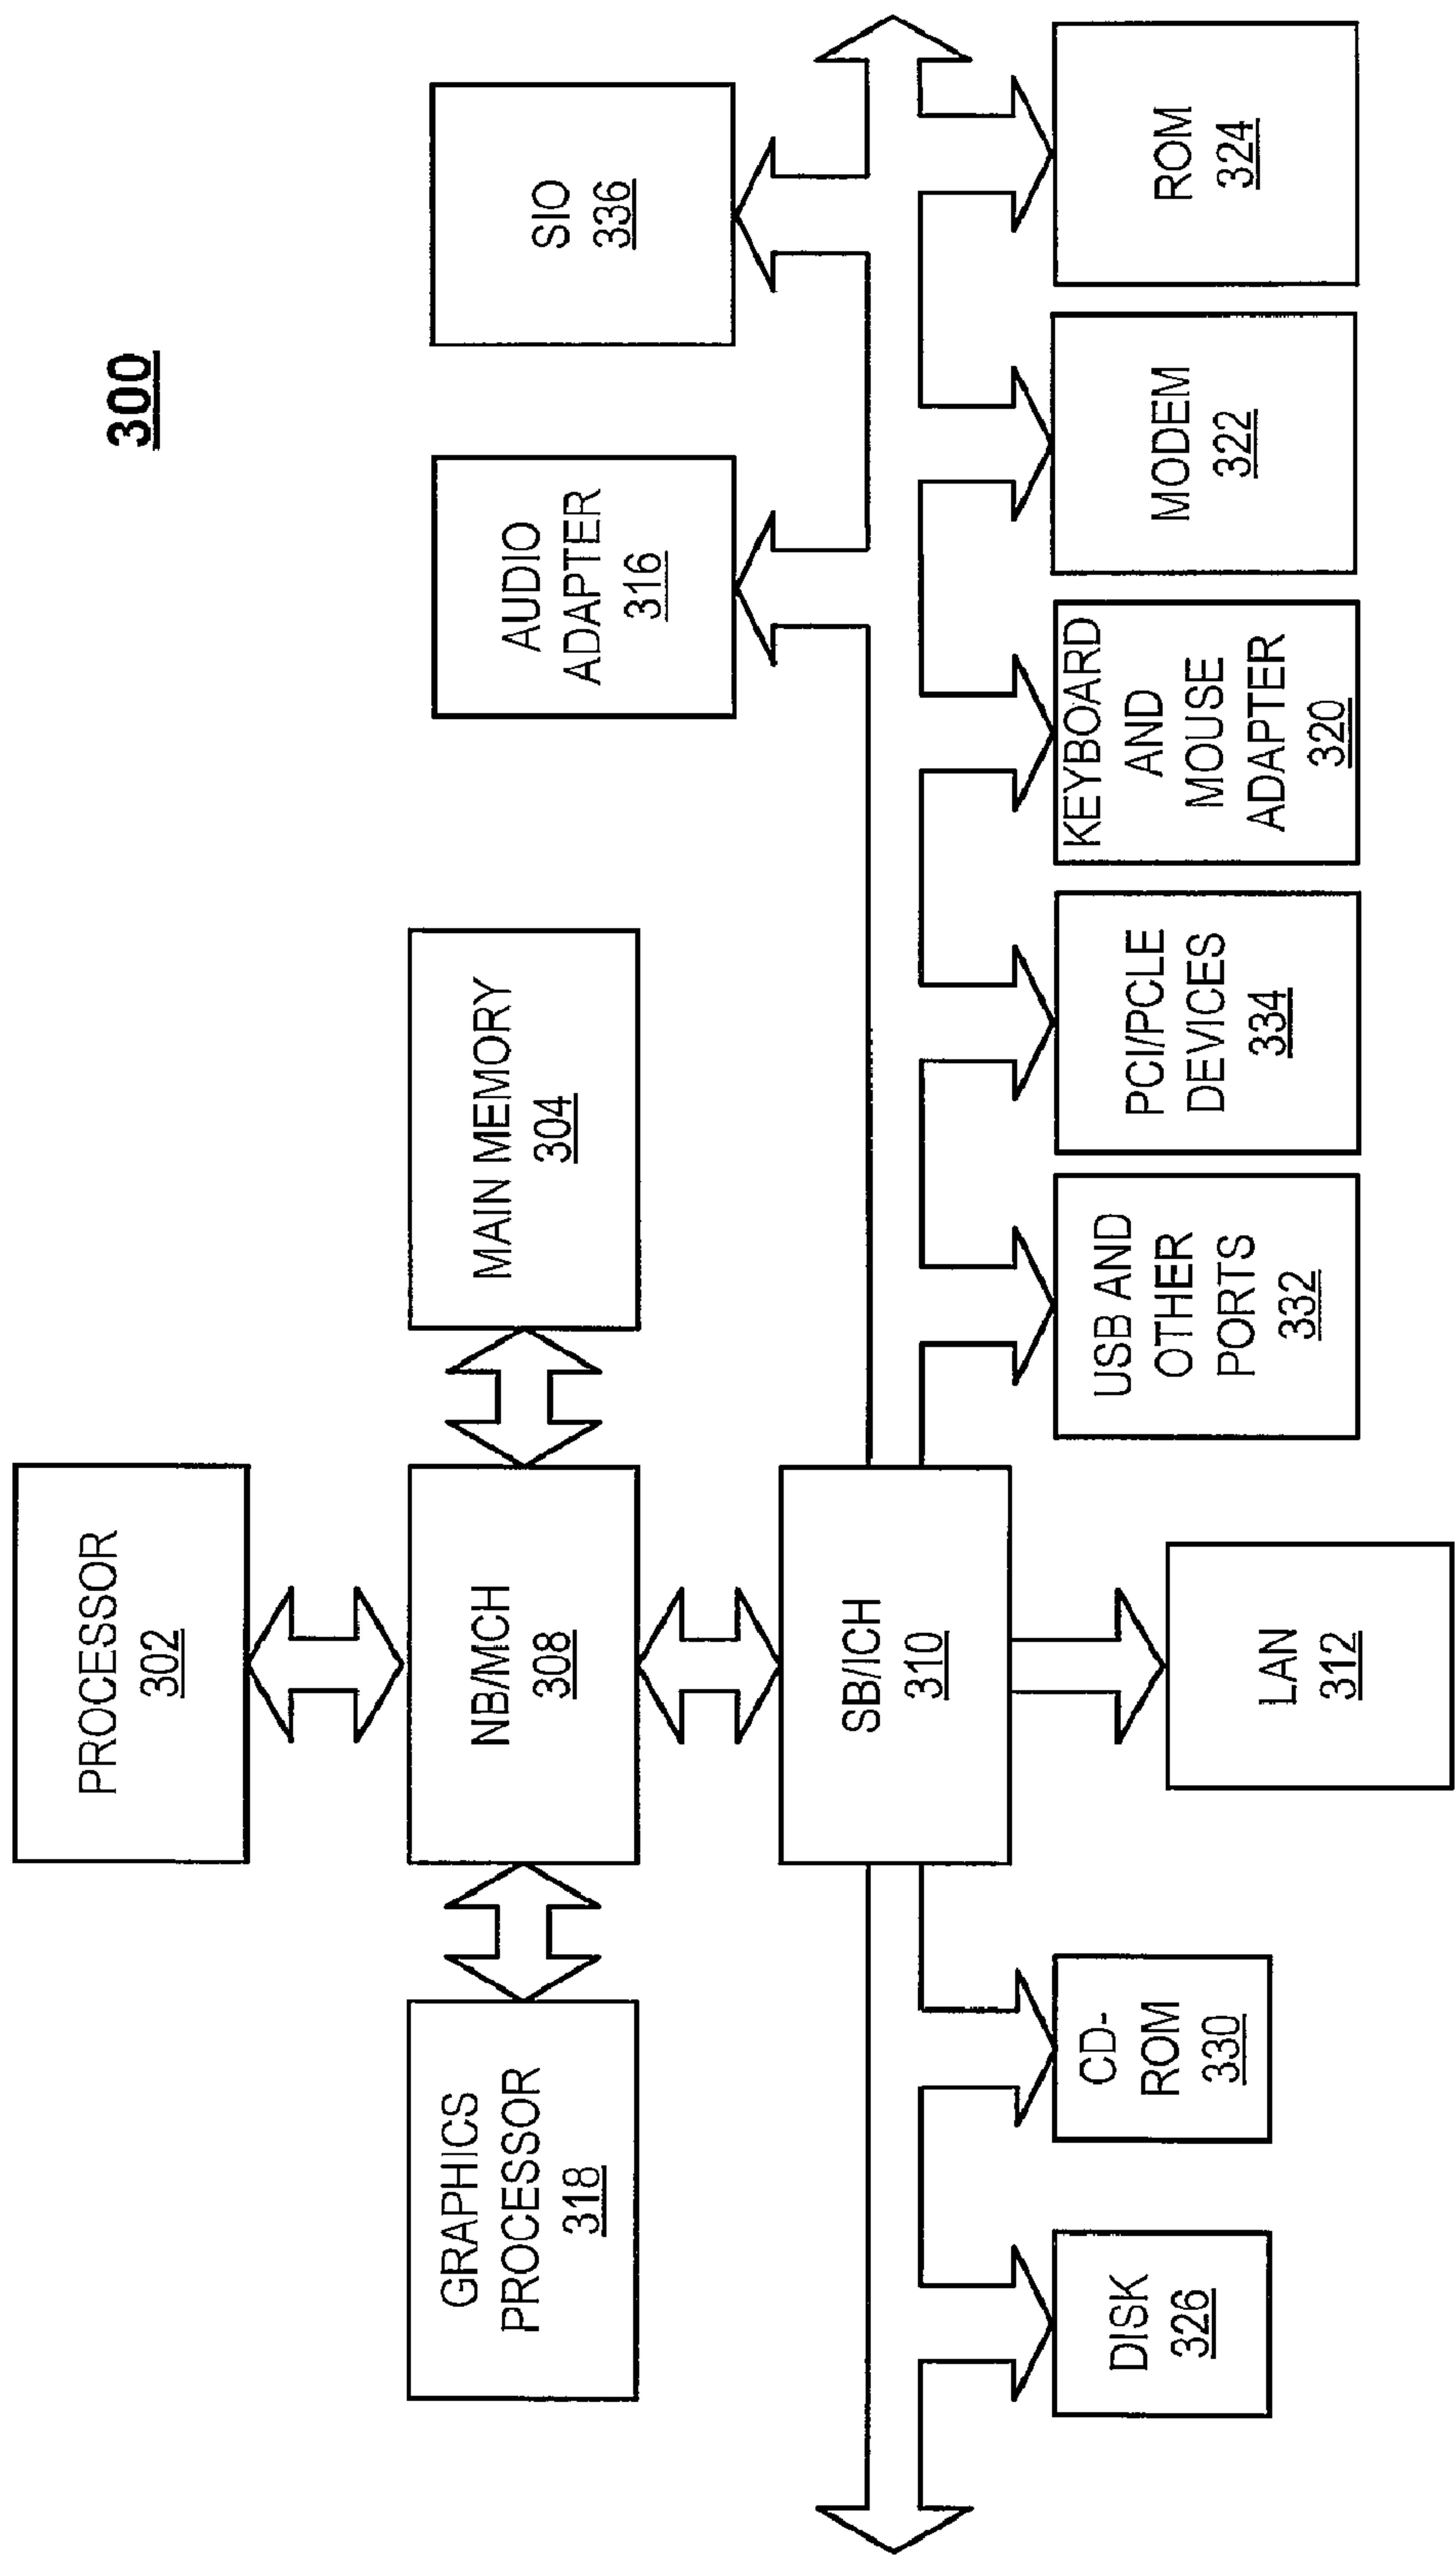 300
PROCESSOR
302
GRAPHICS
PROCESSOR
318
NB/MCH
308
MAIN MEMORY
304
AUDIO
ADAPTER
316
SIO
336
SB/ICH
310
DISK
326
CD-
ROM
330
LAN
312
USB AND
OTHER
PORTS
332
PCI/PCLE
DEVICES
334
KEYBOARD
AND
MOUSE
ADAPTER
320
MODEM
322
ROM
324